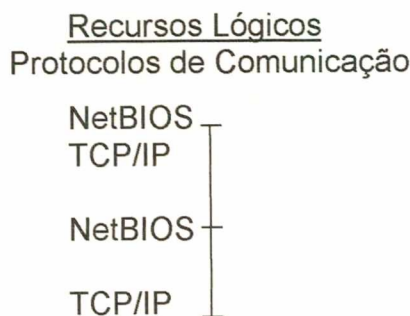 Recursos Lógicos
Protocolos de Comunicação
NetBIOS
TCP/IP
NetBIOS
TCP/IP